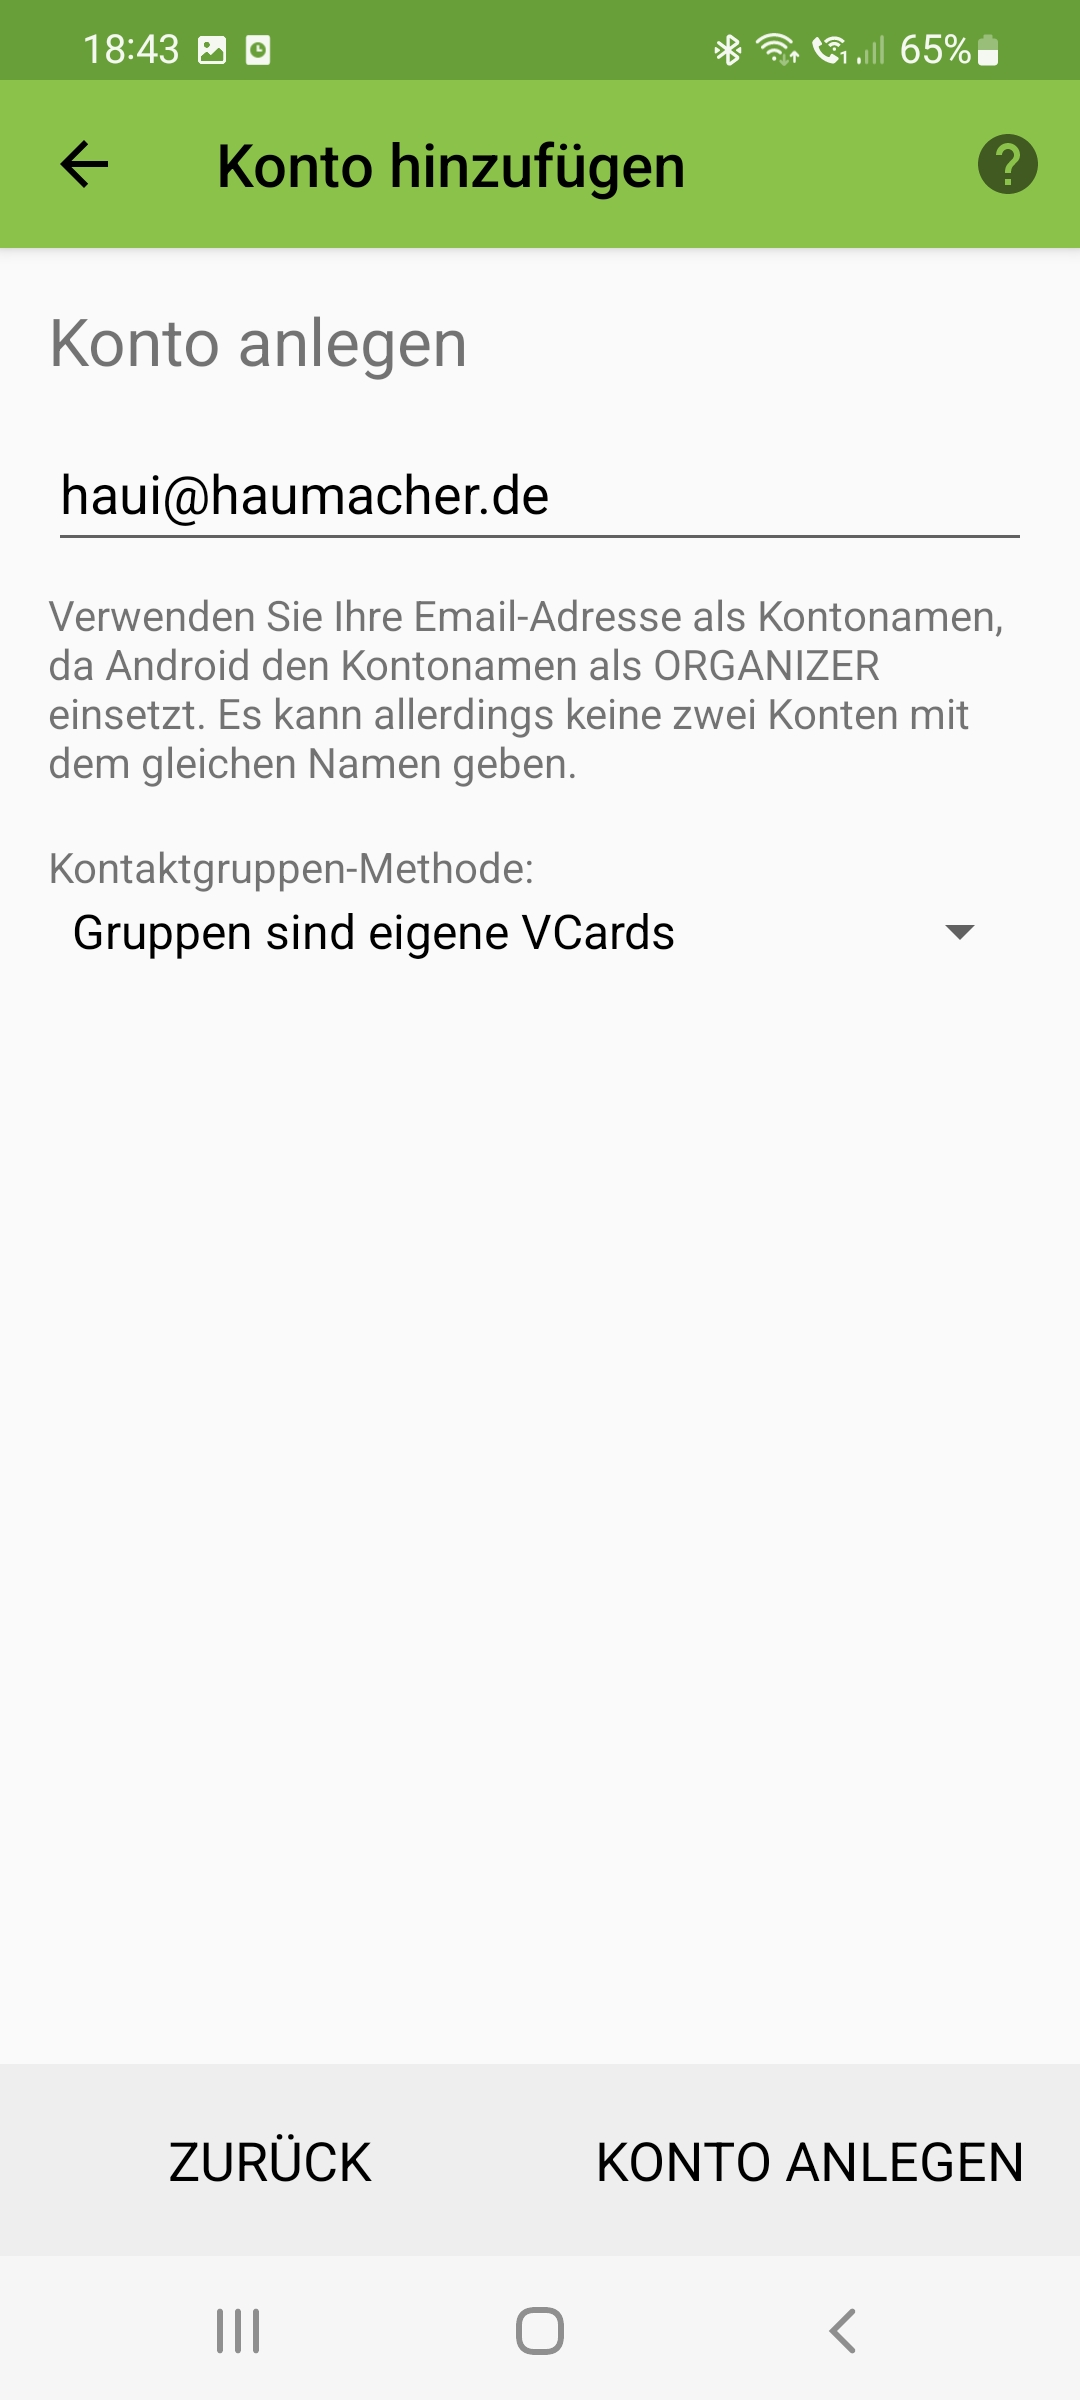 18:43
65%
Konto hinzufügen
Konto anlegen
haui@haumacher.de
Verwenden Sie Ihre Email-Adresse als Kontonamen,
da Android den Kontonamen als ORGANIZER
einsetzt. Es kann allerdings keine zwei Konten mit
dem gleichen Namen geben.
Kontaktgruppen-Methode:
Gruppen sind eigene VCards
ZURÜCK
KONTO ANLEGEN